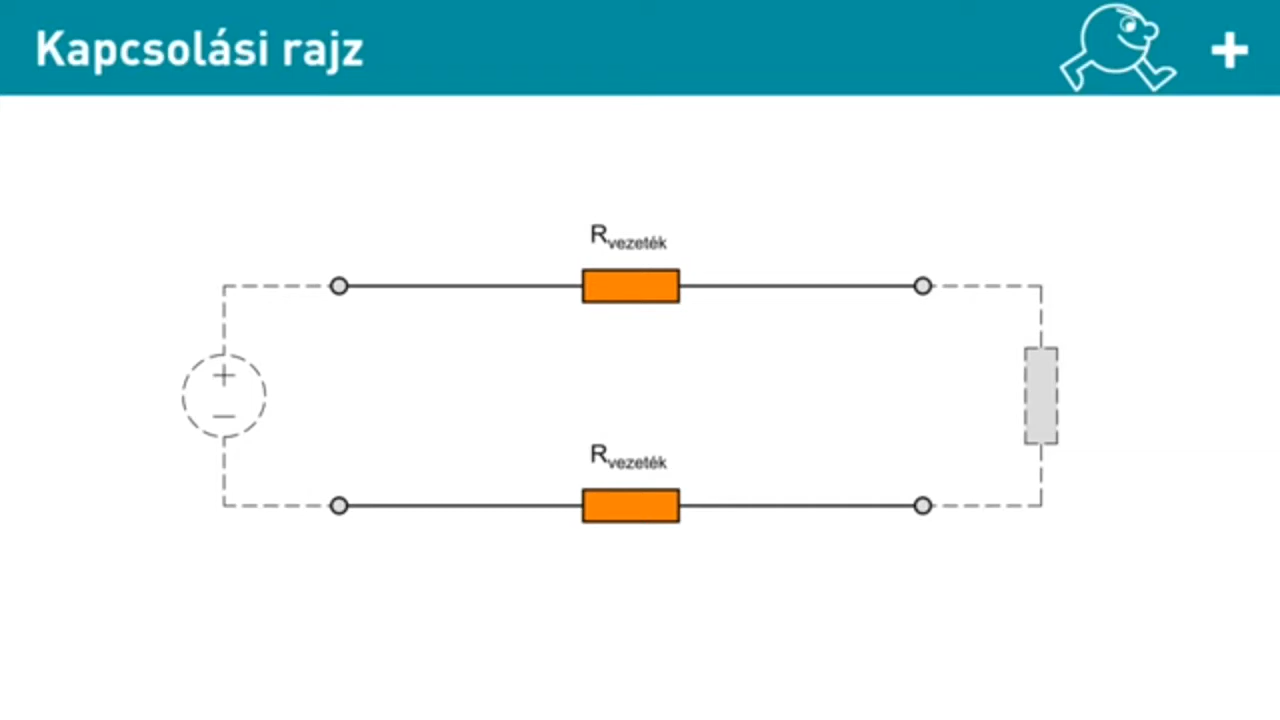 Kapcsolási rajz
+
Rvezeték
+
−
Rvezeték